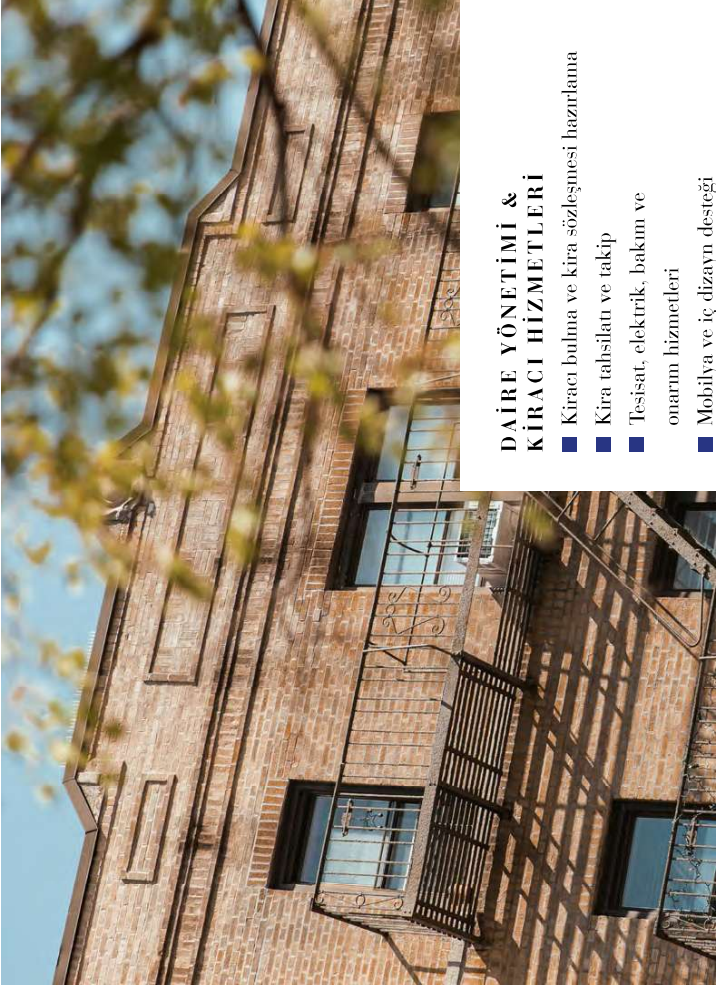 DAİRE YÖNETİMİ &
KİRACI HİZMETLERİ
Kiracı bulma ve kira sözleşmesi hazırlama
Kira tahsilatı ve takip
Tesisat, elektrik, bakım ve
onarım hizmetleri
Mobilya ve iç dizayn desteği